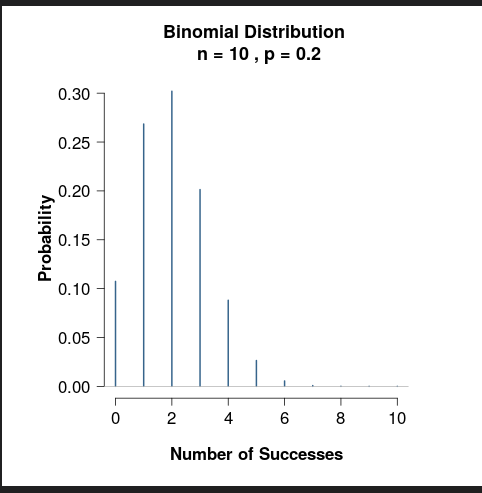 Binomial Distribution
n = 10 , p = 0.2
0.30
0.25
0.20
0.15
0.10
0.05
0.00
Probability
0 2 4 6 8 10
Number of Successes